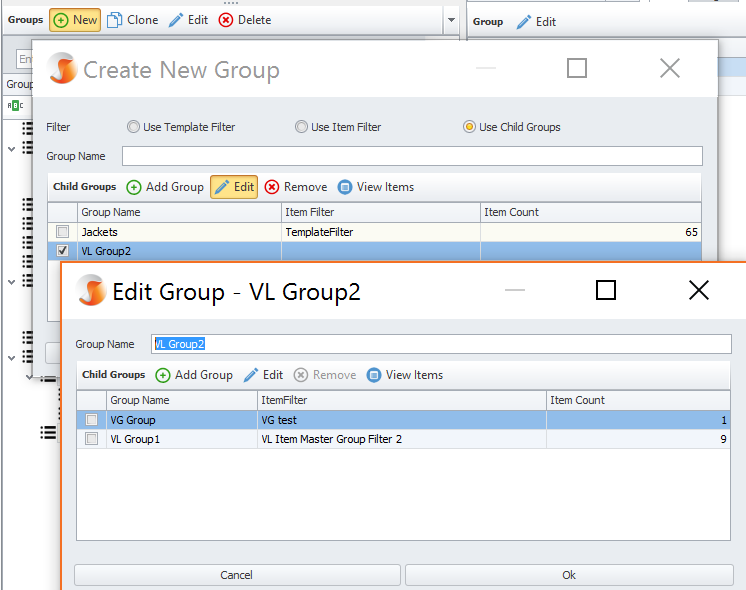 Groups New Clone Edit Delete
Group Edit
Create New Group
En
Group
ABC
Filter Use Template Filter Use Item Filter Use Child Groups
Group Name
Child Groups Add Group Edit Remove View Items
Group Name Item Filter Item Count
Jackets TemplateFilter 65
VL Group2
Edit Group - VL Group2
Group Name VL Group2
Child Groups Add Group Edit Remove View Items
Group Name ItemFilter Item Count
VG Group VG test 1
VL Group1 VL Item Master Group Filter 2 9
Cancel Ok